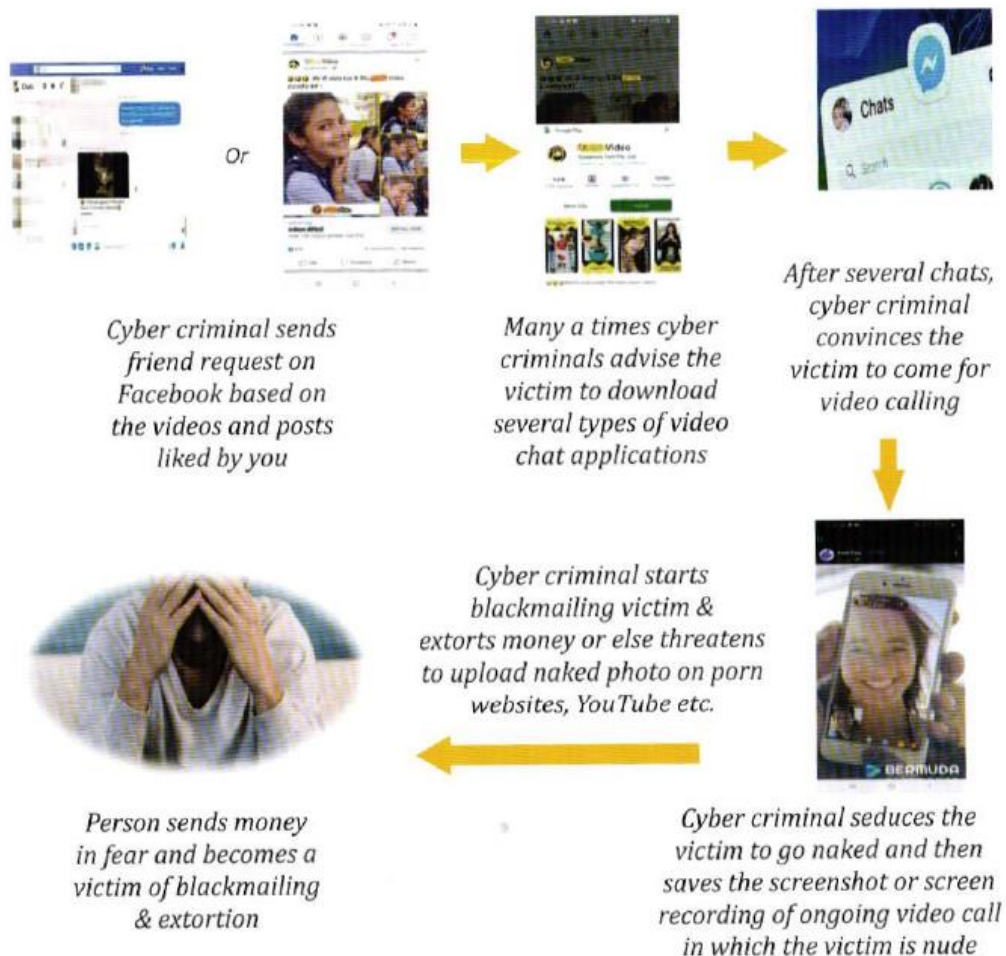 Or
Video
Chats
Search
Cyber criminal sends
friend request on
Facebook based on
the videos and posts
liked by you
Many a times cyber
criminals advise the
victim to download
several types of video
chat applications
After several chats,
cyber criminal
convinces the
victim to come for
video calling
Cyber criminal starts
blackmailing victim &
extorts money or else threatens
to upload naked photo on porn
websites, YouTube etc.
BERMUDA
Person sends money
in fear and becomes a
victim of blackmailing
& extortion
Cyber criminal seduces the
victim to go naked and then
saves the screenshot or screen
recording of ongoing video call
in which the victim is nude